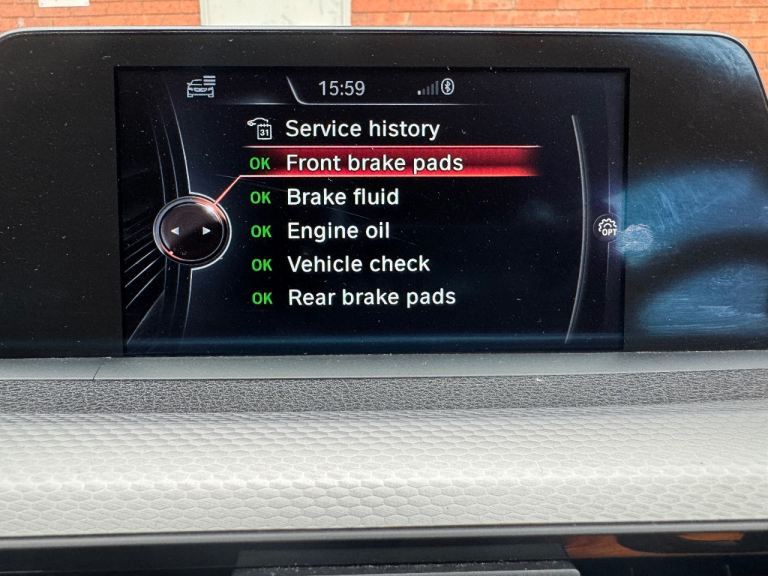 15:59
31 Service history
OK Front brake pads
OK Brake fluid
OK Engine oil
OK Vehicle check
OK Rear brake pads
OPT